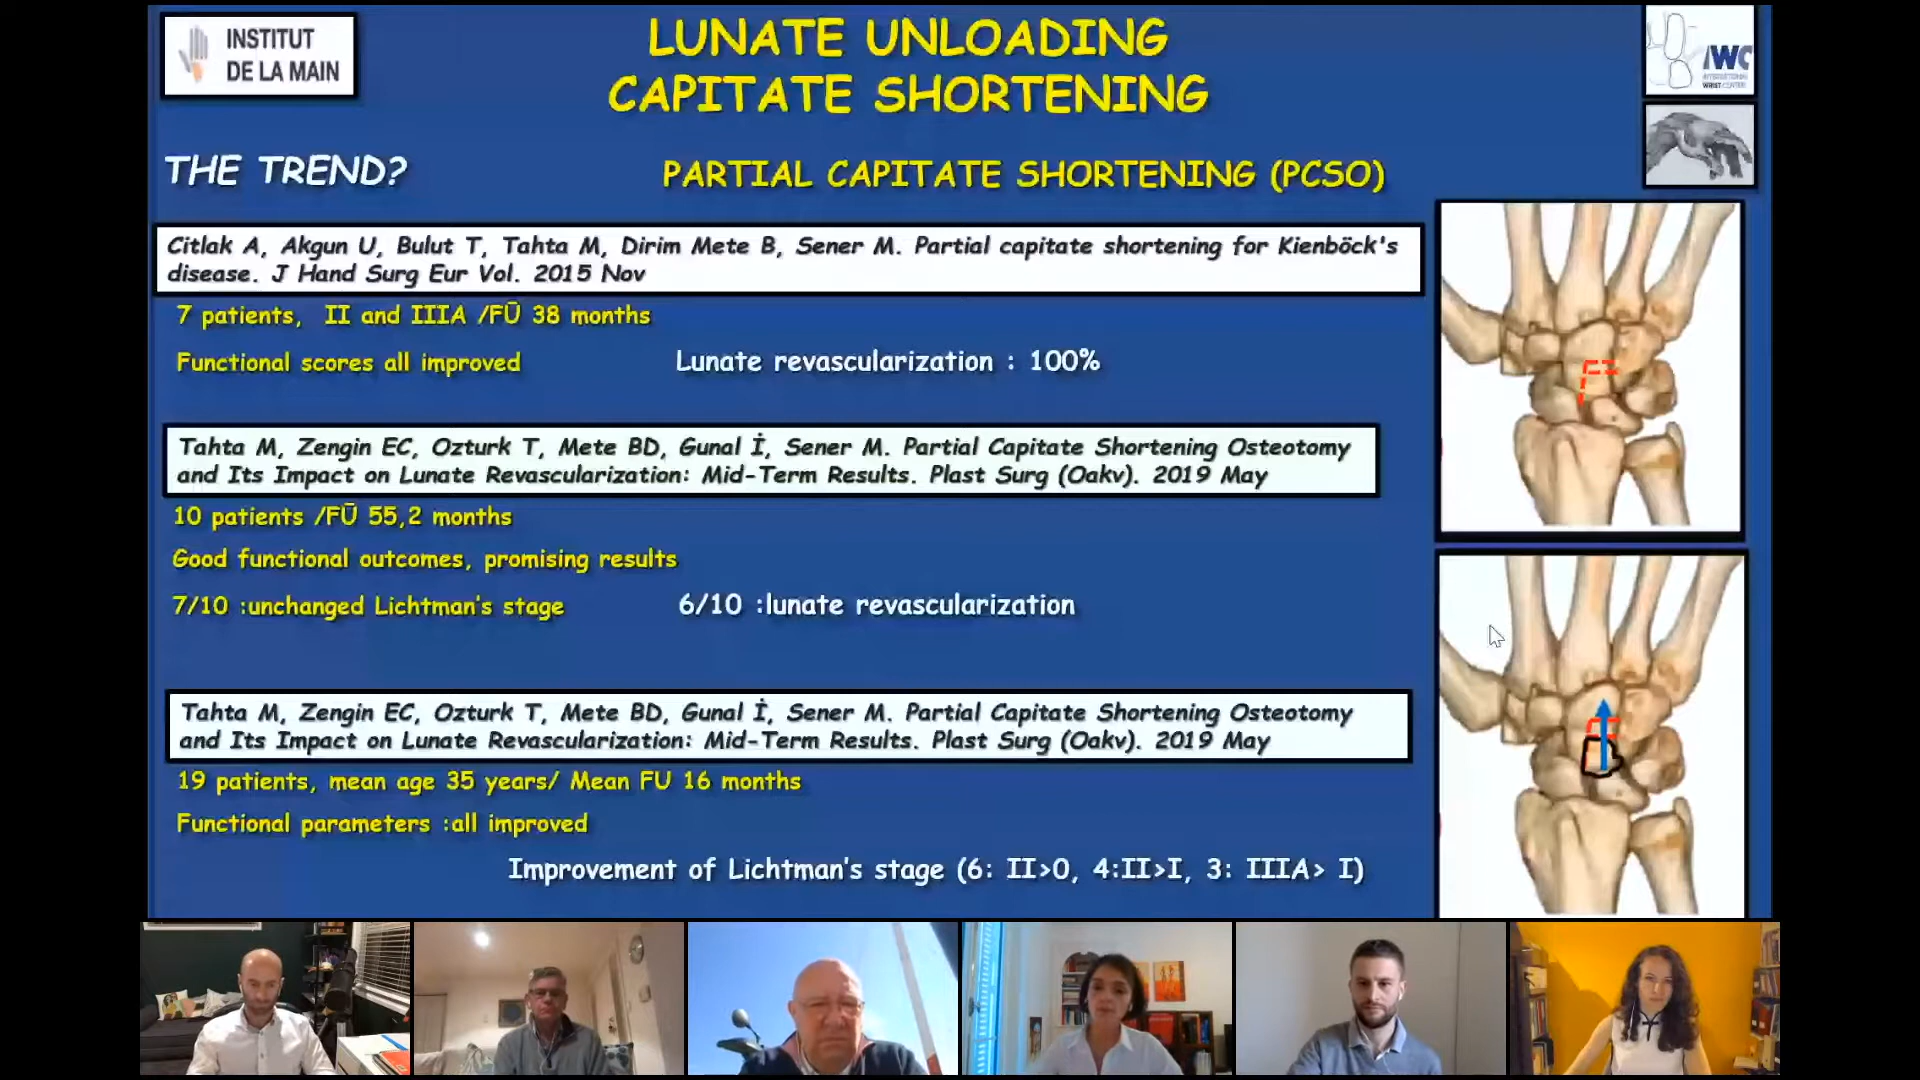 INSTITUT
DE LA MAIN
LUNATE UNLOADING
CAPITATE SHORTENING
IWC
INTERNATIONAL
WRIST CENTER
THE TREND?
PARTIAL CAPITATE SHORTENING (PCSO)
Citlak A, Akgun U, Bulut T, Tahta M, Dirim Mete B, Sener M. Partial capitate shortening for Kienböck's
disease. J Hand Surg Eur Vol. 2015 Nov
7 patients, II and IIIA /FŪ 38 months
Functional scores all improved
Lunate revascularization : 100%
Tahta M, Zengin EC, Ozturk T, Mete BD, Gunal İ, Sener M. Partial Capitate Shortening Osteotomy
and Its Impact on Lunate Revascularization: Mid-Term Results. Plast Surg (Oakv). 2019 May
10 patients /FŪ 55,2 months
Good functional outcomes, promising results
7/10 :unchanged Lichtman's stage
6/10 :lunate revascularization
Tahta M, Zengin EC, Ozturk T, Mete BD, Gunal İ, Sener M. Partial Capitate Shortening Osteotomy
and Its Impact on Lunate Revascularization: Mid-Term Results. Plast Surg (Oakv). 2019 May
19 patients, mean age 35 years/ Mean FU 16 months
Functional parameters :all improved
Improvement of Lichtman's stage (6: II>0, 4:II>I, 3: IIIA> I)